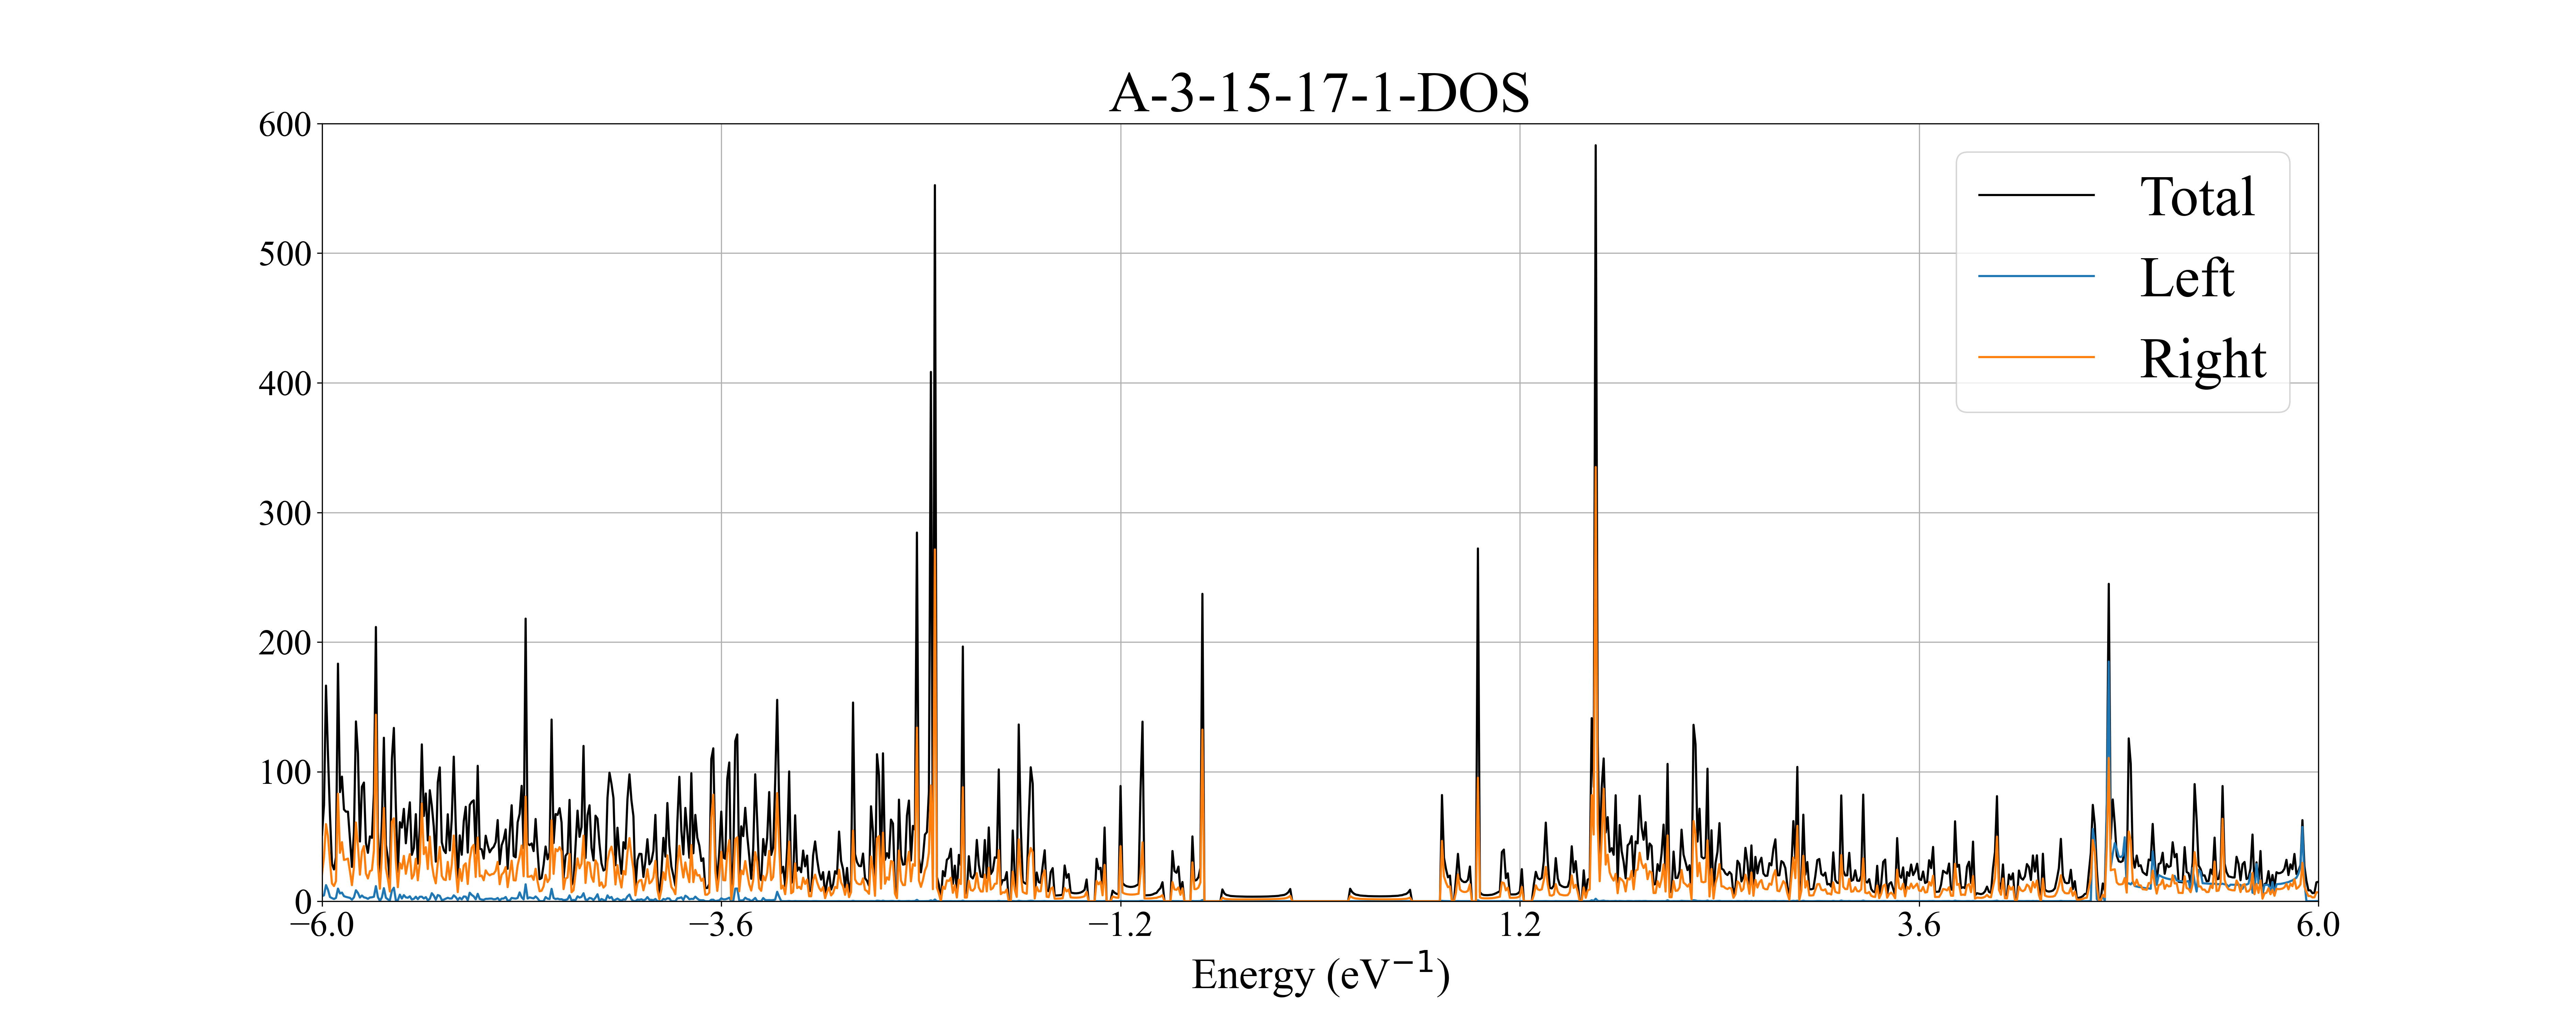 A-3-15-17-1-DOS
600
500
400
300
200
100
0
Total
Left
Right
−6.0 −3.6 −1.2 1.2 3.6 6.0
Energy (eV⁻¹)